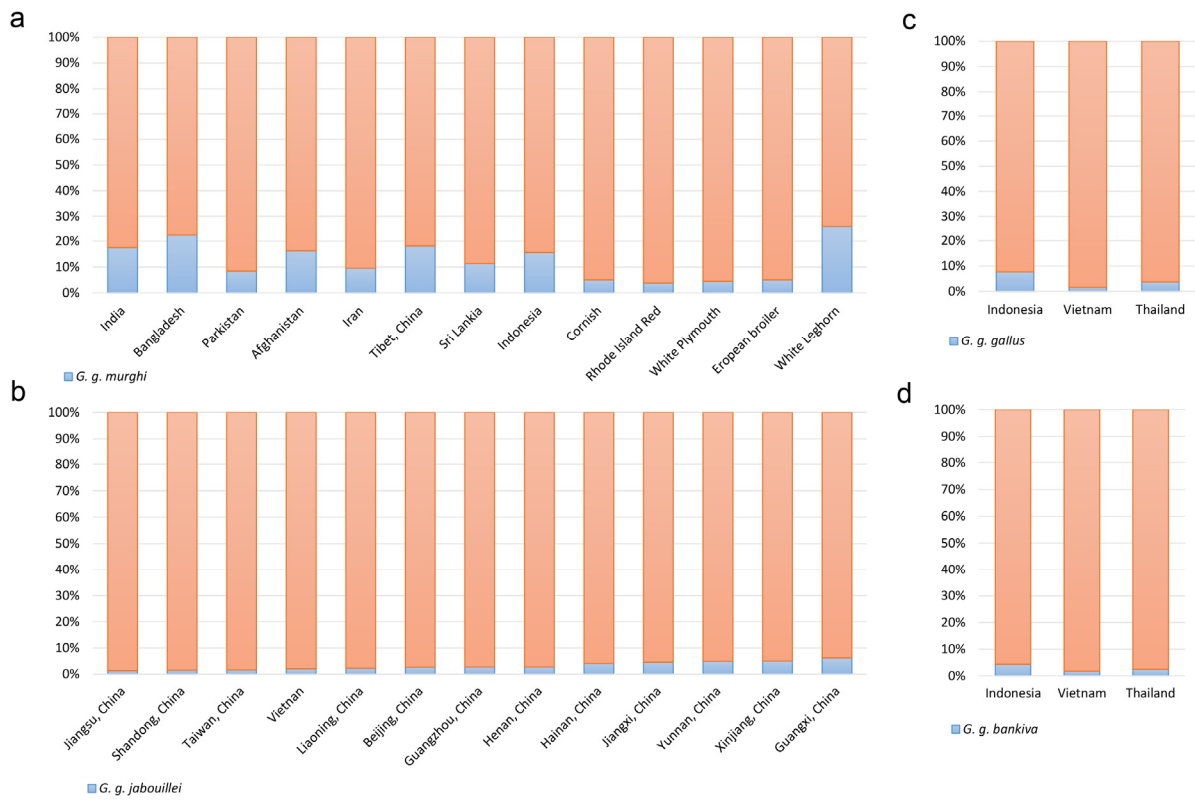 a
100%
90%
80%
70%
60%
50%
40%
30%
20%
10%
0%
India
Bangladesh
Parkistan
Afghanistan
Iran
Tibet, China
Sri Lankia
Indonesia
Cornish
Rhode Island Red
White Plymouth
Eropean broiler
White Leghorn
G. g. murghi
b
100%
90%
80%
70%
60%
50%
40%
30%
20%
10%
0%
Jiangsu, China
Shandong, China
Taiwan, China
Vietnan
Liaoning, China
Beijing, China
Guangzhou, China
Henan, China
Hainan, China
Jiangxi, China
Yunnan, China
Xinjiang, China
Guangxi, China
G. g. jabouillei
c
100%
90%
80%
70%
60%
50%
40%
30%
20%
10%
0%
Indonesia Vietnam Thailand
G. g. gallus
d
100%
90%
80%
70%
60%
50%
40%
30%
20%
10%
0%
Indonesia Vietnam Thailand
G. g. bankiva